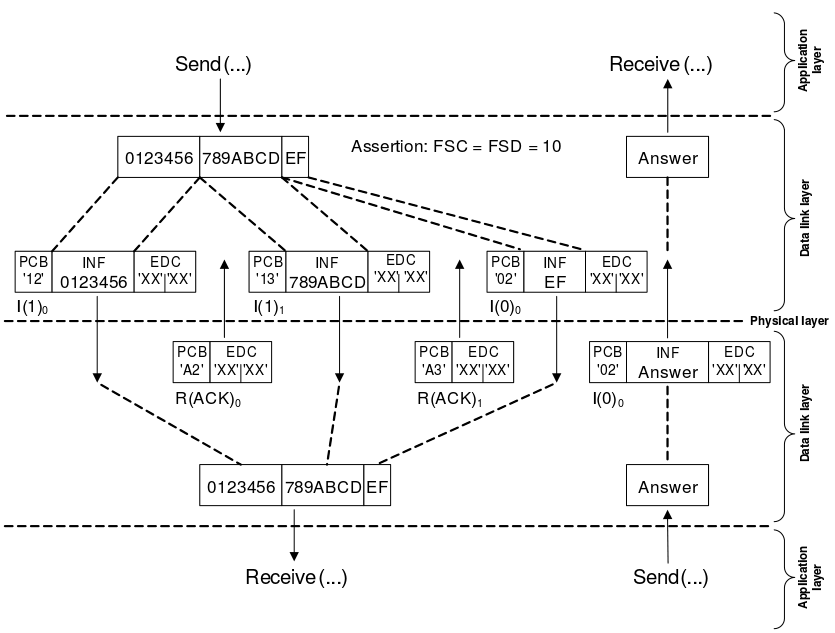 Send (...)
Receive (...)
Application
layer
0123456 789ABCD EF
Assertion: FSC = FSD = 10
Answer
Data link layer
PCB INF EDC
'12' 0123456 'XX' 'XX'
I(1)0
PCB INF EDC
'13' 789ABCD 'XX' 'XX'
I(1)1
PCB INF EDC
'02' EF 'XX' 'XX'
I(0)0
Physical layer
PCB EDC
'A2' 'XX' 'XX'
R(ACK)0
PCB EDC
'A3' 'XX' 'XX'
R(ACK)1
PCB INF EDC
'02' Answer 'XX' 'XX'
I(0)0
Data link layer
0123456 789ABCD EF
Answer
Receive (...)
Send (...)
Application
layer